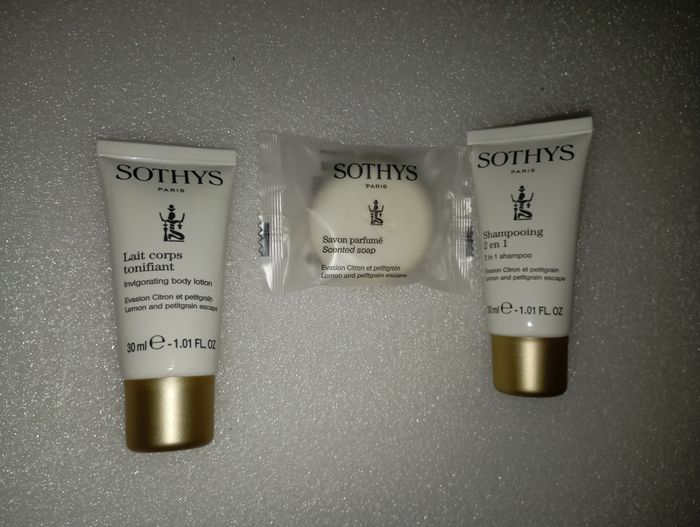 SOTHYS
PARIS
Lait corps
tonifiant
Invigorating body lotion
Evasion Citron et petitgrain
Lemon and petitgrain escape
30 ml e - 1.01 FL. OZ
SOTHYS
PARIS
Savon parfumé
Scented soap
Evasion Citron et petitgrain
Lemon and petitgrain escape
SOTHYS
PARIS
Shampooing
2 en 1
2 in 1 shampoo
Evasion Citron et petitgrain
Lemon and petitgrain escape
30 ml e - 1.01 FL. OZ